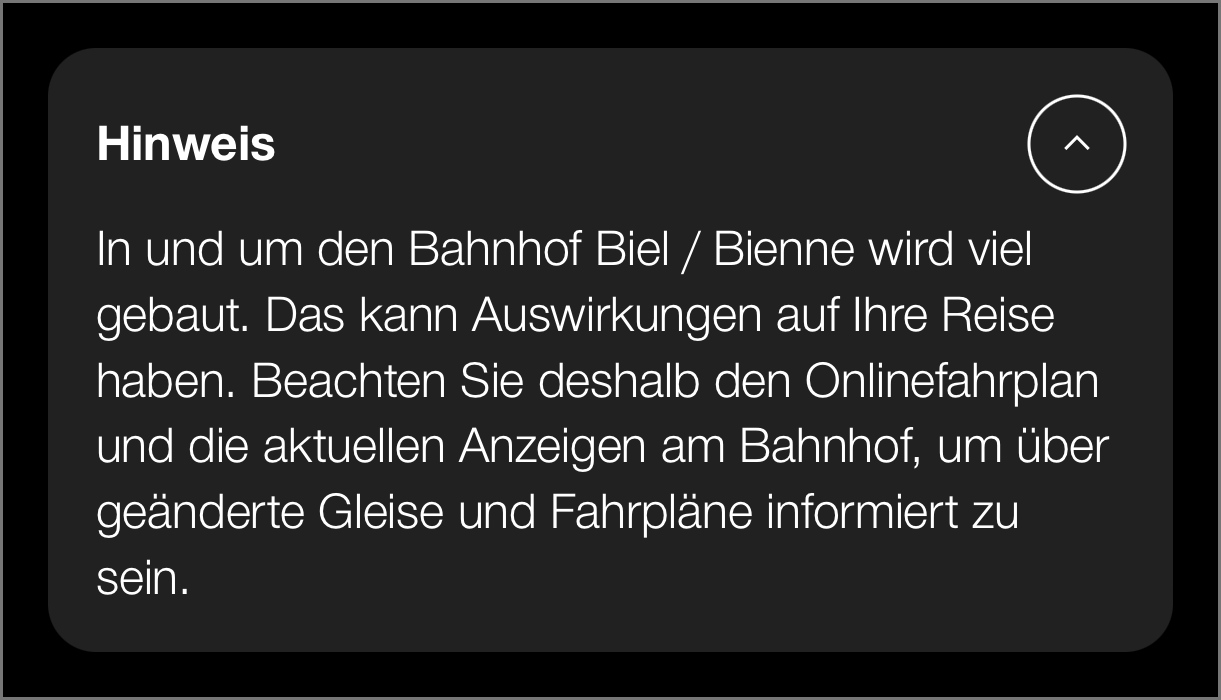 Hinweis
In und um den Bahnhof Biel / Bienne wird viel
gebaut. Das kann Auswirkungen auf Ihre Reise
haben. Beachten Sie deshalb den Onlinefahrplan
und die aktuellen Anzeigen am Bahnhof, um über
geänderte Gleise und Fahrpläne informiert zu
sein.